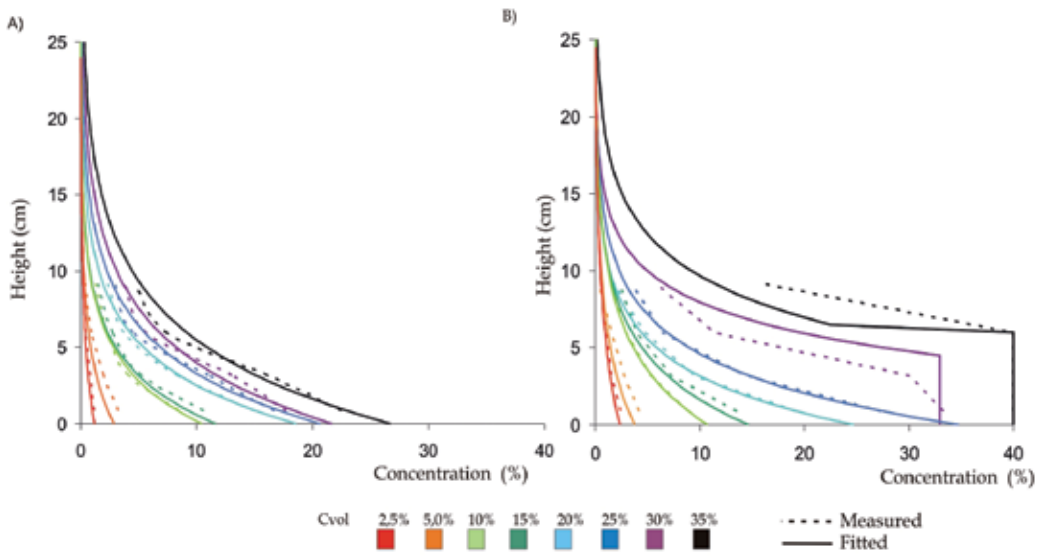 A)
B)
25
20
15
10
5
0
Height (cm)
0 10 20 30 40
Concentration (%)
25
20
15
10
5
0
Height (cm)
0 10 20 30 40
Concentration (%)
Cvol 2,5% 5,0% 10% 15% 20% 25% 30% 35%
Measured
Fitted